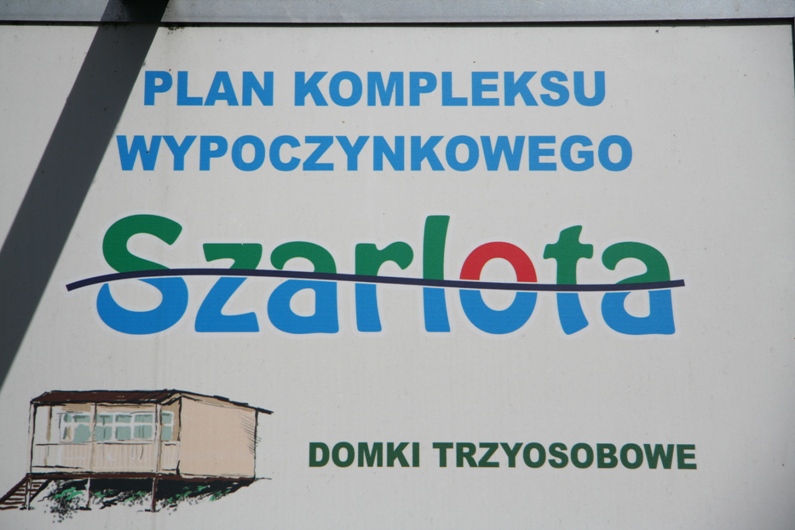 PLAN KOMPLEKSU
WYPOCZYNKOWEGO
Szarlota
DOMKI TRZYOSOBOWE